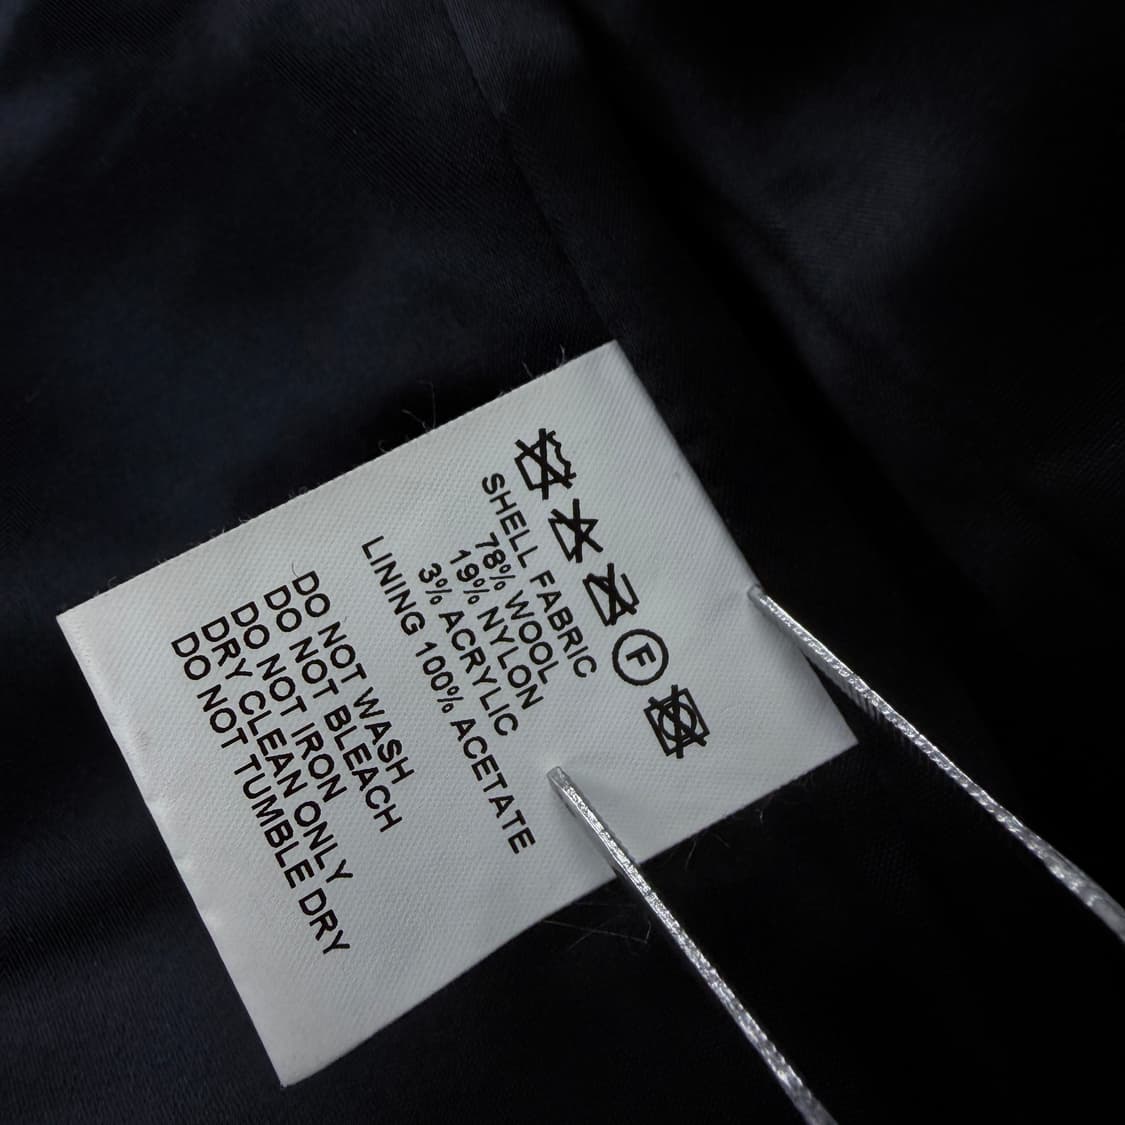 F
SHELL FABRIC
78% WOOL
19% NYLON
3% ACRYLIC
LINING 100% ACETATE
DO NOT WASH
DO NOT BLEACH
DO NOT IRON
DRY CLEAN ONLY
DO NOT TUMBLE DRY